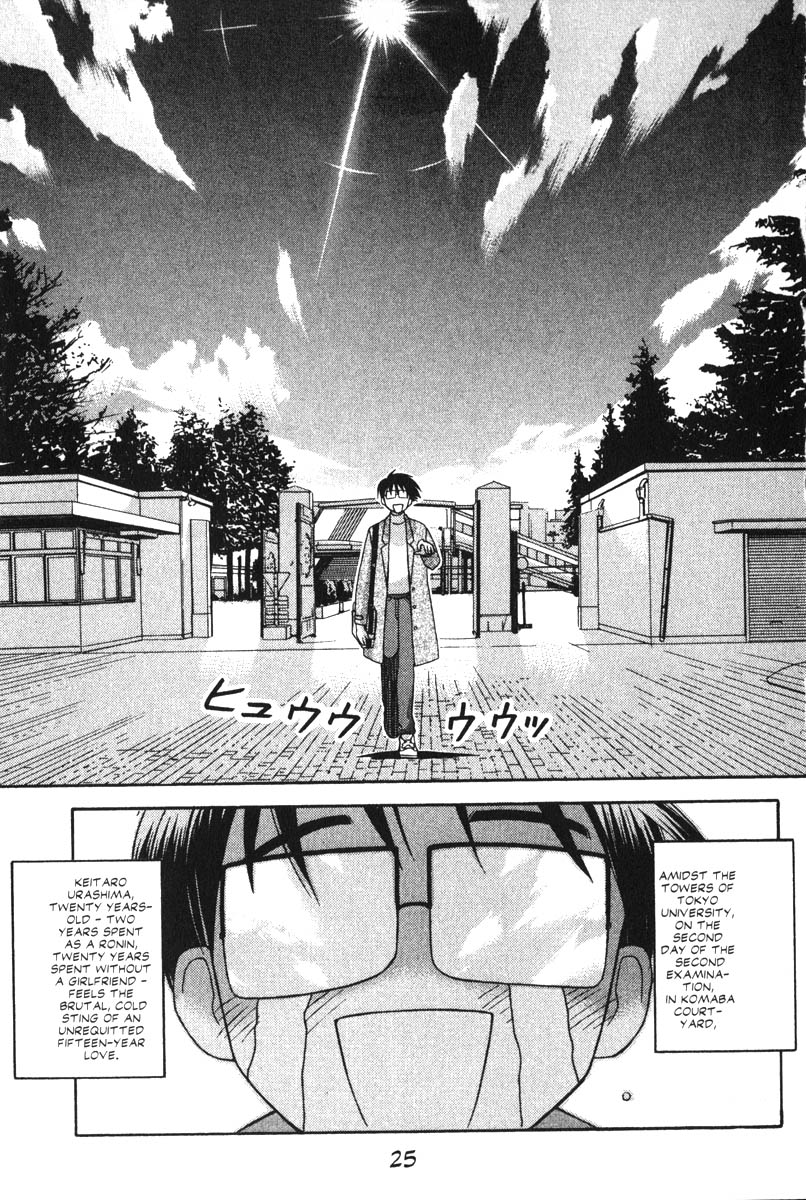 ヒュウウ ウウッ
AMIDST THE
TOWERS OF
TOKYO
UNIVERSITY,
ON THE
SECOND
DAY OF THE
SECOND
EXAMINA-
TION,
IN KOMABA
COURT-
YARD,
KEITARO
URASHIMA,
TWENTY YEARS-
OLD - TWO
YEARS SPENT
AS A RONIN,
TWENTY YEARS
SPENT WITHOUT
A GIRLFRIEND -
FEELS THE
BRUTAL, COLD
STING OF AN
UNREQUITTED
FIFTEEN-YEAR
LOVE.
25